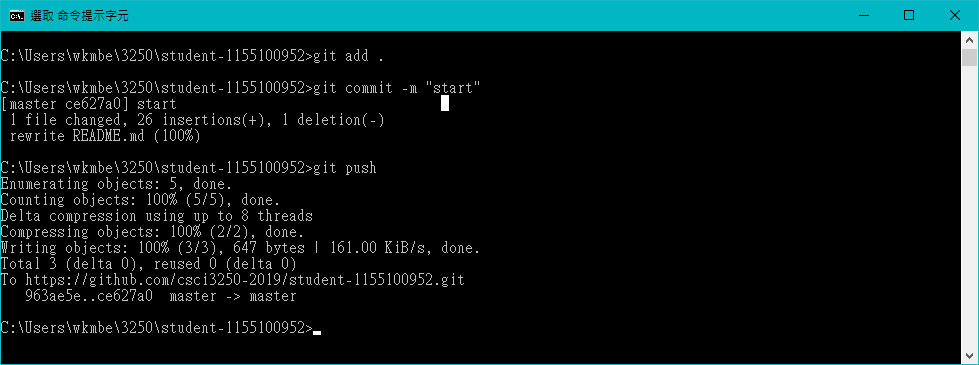 選取 命令提示字元
C:\Users\wkmbe\3250\student-1155100952>git add .
C:\Users\wkmbe\3250\student-1155100952>git commit -m "start"
[master ce627a0] start
 1 file changed, 26 insertions(+), 1 deletion(-)
 rewrite README.md (100%)
C:\Users\wkmbe\3250\student-1155100952>git push
Enumerating objects: 5, done.
Counting objects: 100% (5/5), done.
Delta compression using up to 8 threads
Compressing objects: 100% (2/2), done.
Writing objects: 100% (3/3), 647 bytes | 161.00 KiB/s, done.
Total 3 (delta 0), reused 0 (delta 0)
To https://github.com/csci3250-2019/student-1155100952.git
   963ae5e..ce627a0  master -> master
C:\Users\wkmbe\3250\student-1155100952>